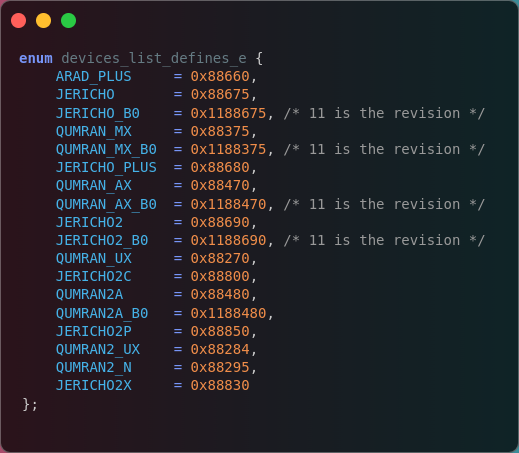 enum devices_list_defines_e {
    ARAD_PLUS     = 0x88660,
    JERICHO       = 0x88675,
    JERICHO_B0    = 0x1188675, /* 11 is the revision */
    QUMRAN_MX     = 0x88375,
    QUMRAN_MX_B0  = 0x1188375, /* 11 is the revision */
    JERICHO_PLUS  = 0x88680,
    QUMRAN_AX     = 0x88470,
    QUMRAN_AX_B0  = 0x1188470, /* 11 is the revision */
    JERICHO2      = 0x88690,
    JERICHO2_B0   = 0x1188690, /* 11 is the revision */
    QUMRAN_UX     = 0x88270,
    JERICHO2C     = 0x88800,
    QUMRAN2A      = 0x88480,
    QUMRAN2A_B0   = 0x1188480,
    JERICHO2P     = 0x88850,
    QUMRAN2_UX    = 0x88284,
    QUMRAN2_N     = 0x88295,
    JERICHO2X     = 0x88830
};